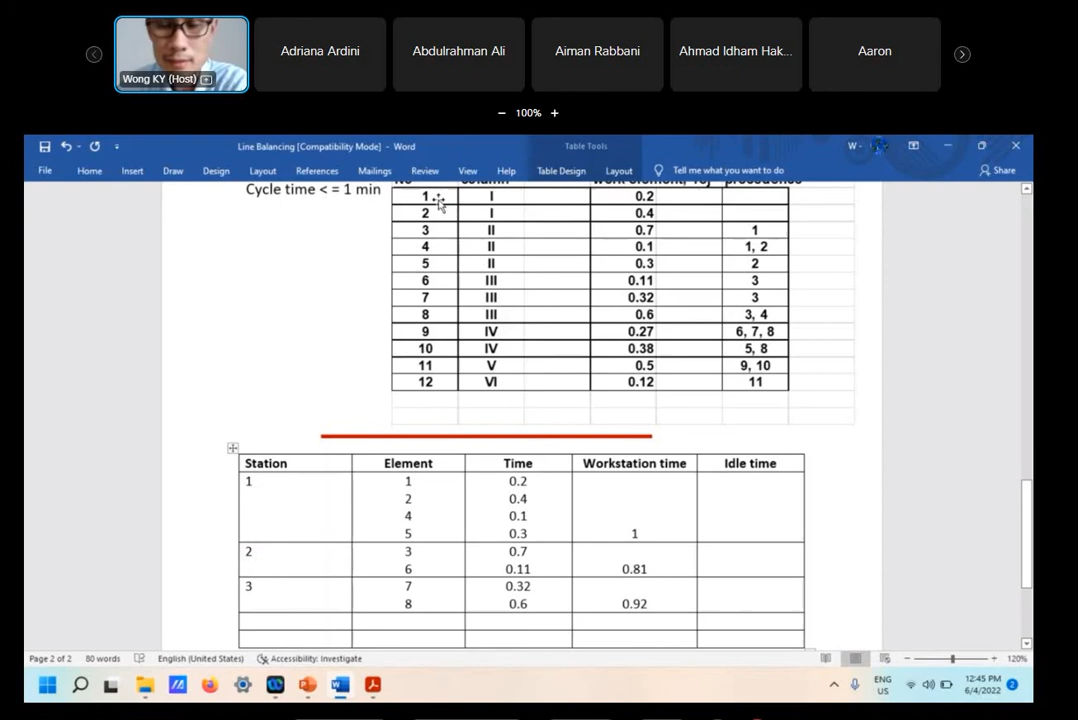 Wong KY (Host)
Adriana Ardini
Abdulrahman Ali
Aiman Rabbani
Ahmad Idham Hak...
Aaron
− 100% +
Line Balancing [Compatibility Mode] - Word
Table Tools
W -
File Home Insert Draw Design Layout References Mailings Review View Help Table Design Layout Tell me what you want to do Share
No column work element, Tej precedence
Cycle time < = 1 min
1 I 0.2
2 I 0.4
3 II 0.7 1
4 II 0.1 1, 2
5 II 0.3 2
6 III 0.11 3
7 III 0.32 3
8 III 0.6 3, 4
9 IV 0.27 6, 7, 8
10 IV 0.38 5, 8
11 V 0.5 9, 10
12 VI 0.12 11
Station Element Time Workstation time Idle time
1 1 0.2
2 0.4
4 0.1
5 0.3 1
2 3 0.7
6 0.11 0.81
3 7 0.32
8 0.6 0.92
Page 2 of 2 80 words English (United States) Accessibility: Investigate 120%
ENG
US
12:45 PM
6/4/2022
2